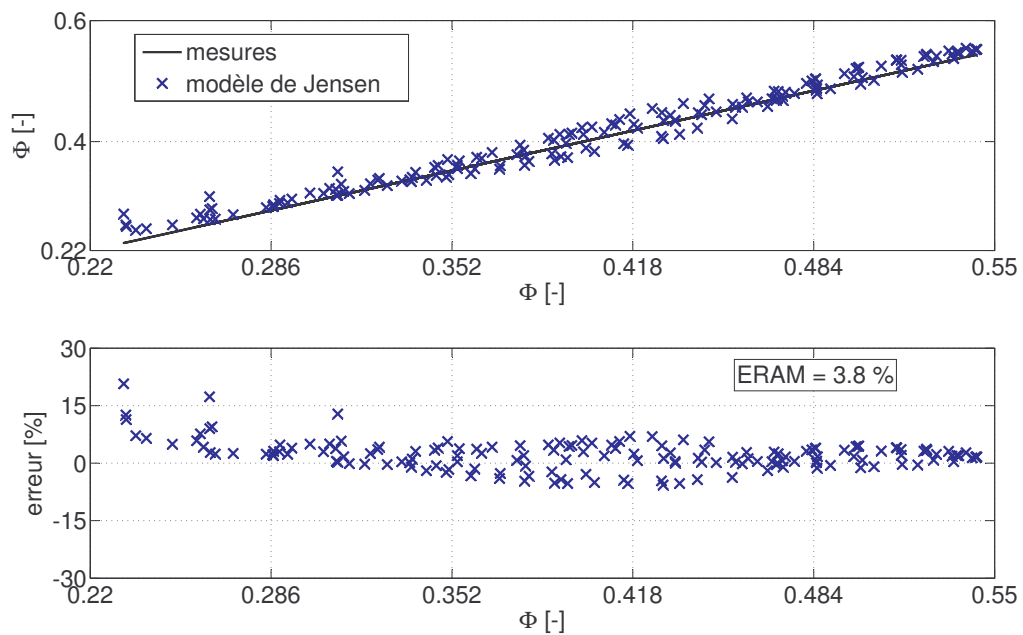 0.6
mesures
modèle de Jensen
Φ [-]
0.4
0.22
0.22 0.286 0.352 0.418 0.484 0.55
Φ [-]
30
ERAM = 3.8 %
15
erreur [%]
0
-15
-30
0.22 0.286 0.352 0.418 0.484 0.55
Φ [-]